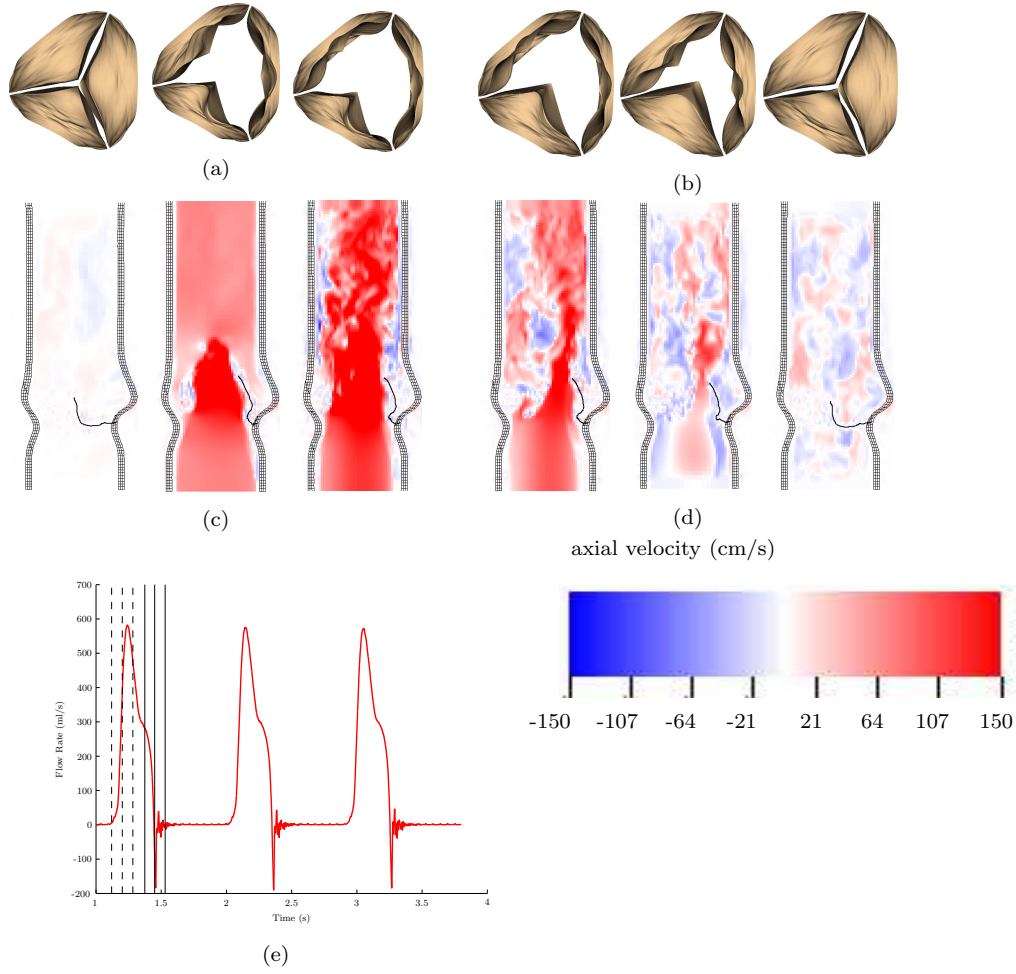 (a)
(b)
(c)
(d)
axial velocity (cm/s)
-150 -107 -64 -21 21 64 107 150
700
600
500
400
300
200
100
0
-100
-200
Flow Rate (ml/s)
1 1.5 2 2.5 3 3.5 4
Time (s)
(e)